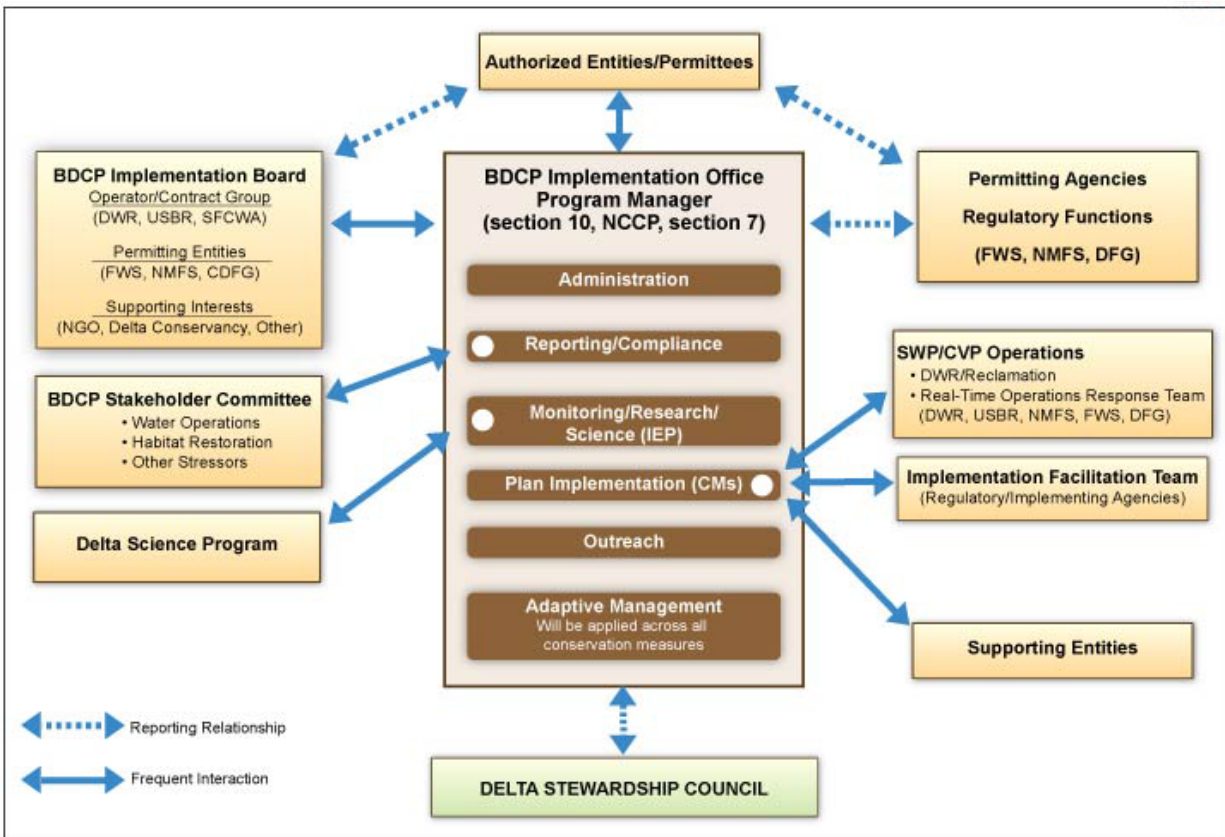 Authorized Entities/Permittees
BDCP Implementation Board
Operator/Contract Group
(DWR, USBR, SFCWA)
Permitting Entities
(FWS, NMFS, CDFG)
Supporting Interests
(NGO, Delta Conservancy, Other)
BDCP Stakeholder Committee
• Water Operations
• Habitat Restoration
• Other Stressors
Delta Science Program
BDCP Implementation Office
Program Manager
(section 10, NCCP, section 7)
Administration
Reporting/Compliance
Monitoring/Research/
Science (IEP)
Plan Implementation (CMs)
Outreach
Adaptive Management
Will be applied across all
conservation measures
Permitting Agencies
Regulatory Functions
(FWS, NMFS, DFG)
SWP/CVP Operations
• DWR/Reclamation
• Real-Time Operations Response Team
(DWR, USBR, NMFS, FWS, DFG)
Implementation Facilitation Team
(Regulatory/Implementing Agencies)
Supporting Entities
Reporting Relationship
Frequent Interaction
DELTA STEWARDSHIP COUNCIL